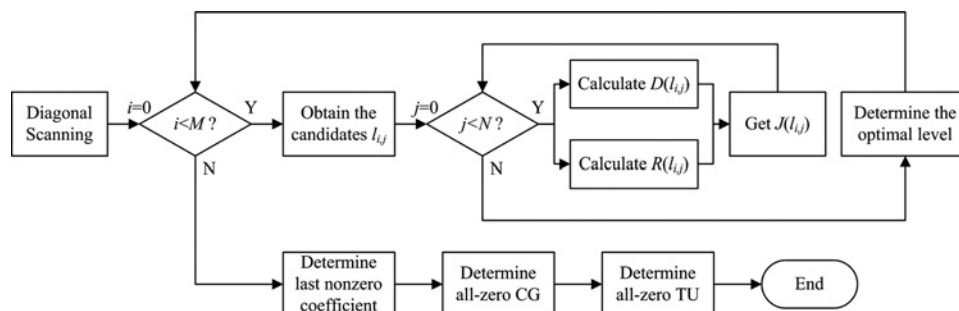 Diagonal
Scanning
i=0
i<M ?
Y
N
Obtain the
candidates l_{i,j}
j=0
j<N ?
Y
N
Calculate D(l_{i,j})
Calculate R(l_{i,j})
Get J(l_{i,j})
Determine the
optimal level
Determine
last nonzero
coefficient
Determine
all-zero CG
Determine
all-zero TU
End